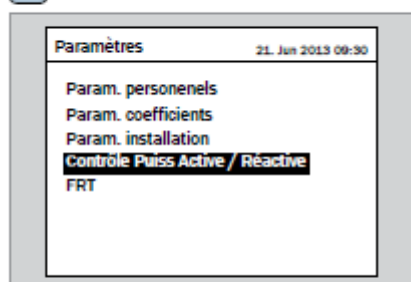 Paramètres 21. Jun 2013 09:30
Param. personenels
Param. coefficients
Param. installation
Contrôle Puiss Active / Réactive
FRT